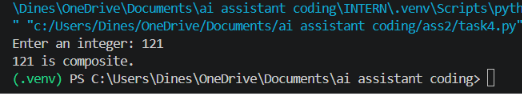 \Dines\OneDrive\Documents\ai assistant coding\INTERN\.venv\Scripts\pyth
" "c:/Users/Dines/OneDrive/Documents/ai assistant coding/ass2/task4.py"
Enter an integer: 121
121 is composite.
(.venv) PS C:\Users\Dines\OneDrive\Documents\ai assistant coding>